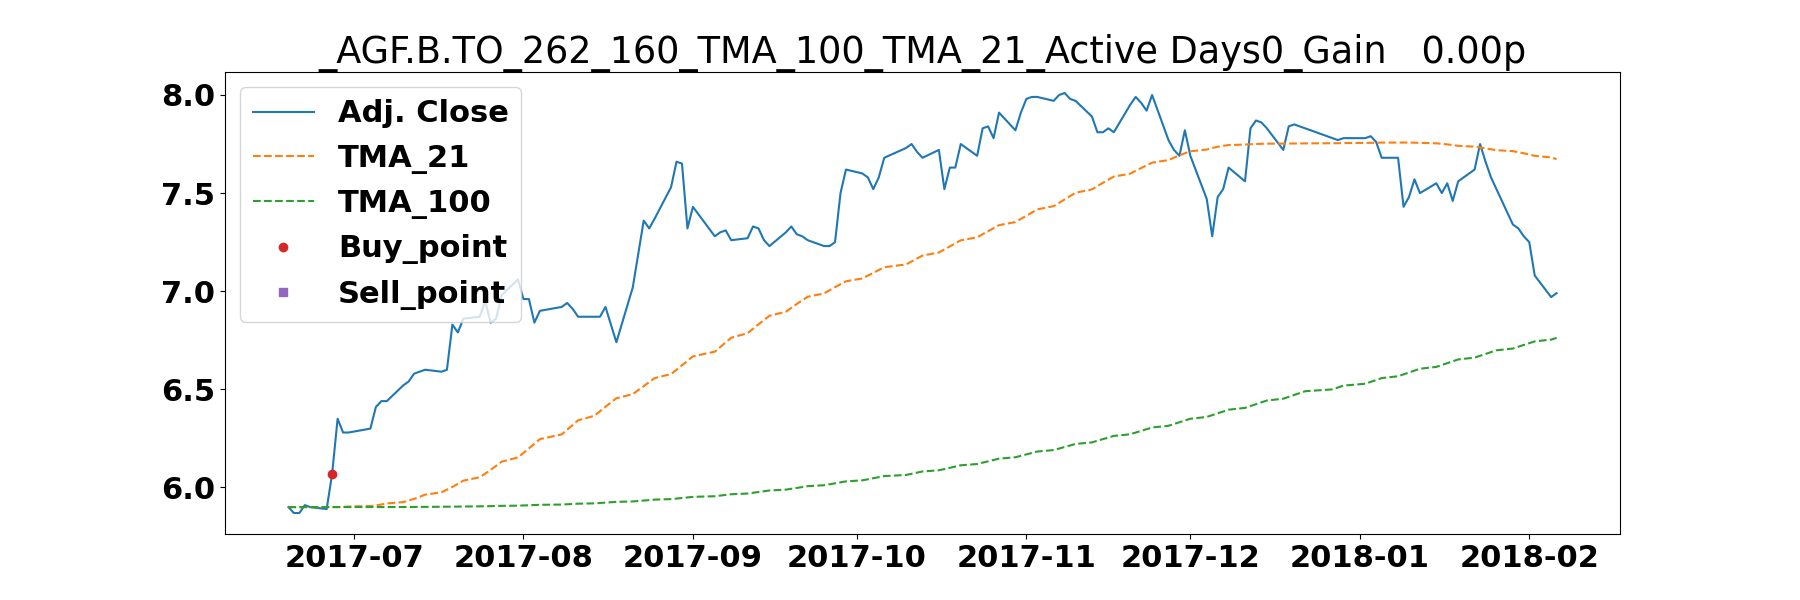 _AGF.B.TO_262_160_TMA_100_TMA_21_Active Days0_Gain   0.00p
8.0
7.5
7.0
6.5
6.0
Adj. Close
TMA_21
TMA_100
Buy_point
Sell_point
2017-07 2017-08 2017-09 2017-10 2017-11 2017-12 2018-01 2018-02